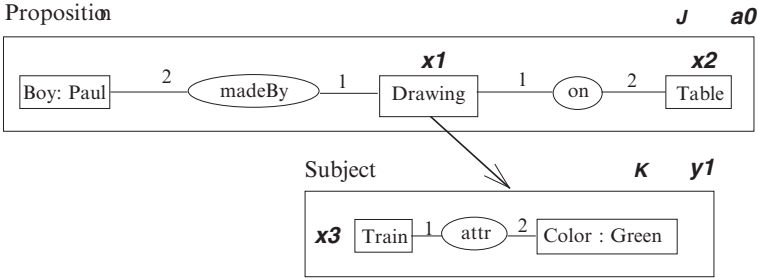 Proposition J a0
x1 x2
Boy: Paul 2 madeBy 1 Drawing 1 on 2 Table
Subject K y1
x3 Train 1 attr 2 Color : Green